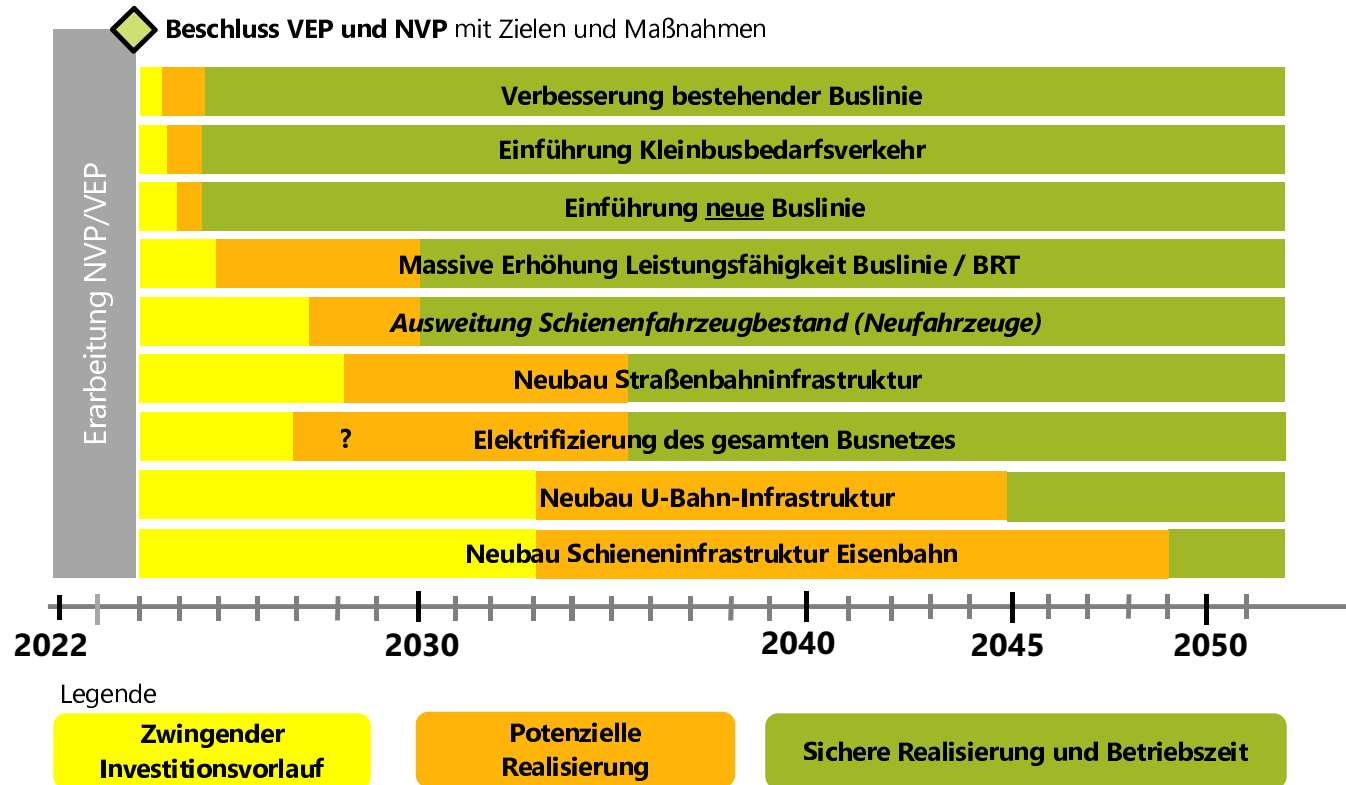 Beschluss VEP und NVP mit Zielen und Maßnahmen
Erarbeitung NVP/VEP
Verbesserung bestehender Buslinie
Einführung Kleinbusbedarfsverkehr
Einführung neue Buslinie
Massive Erhöhung Leistungsfähigkeit Buslinie / BRT
Ausweitung Schienenfahrzeugbestand (Neufahrzeuge)
Neubau Straßenbahninfrastruktur
? Elektrifizierung des gesamten Busnetzes
Neubau U-Bahn-Infrastruktur
Neubau Schieneninfrastruktur Eisenbahn
2022 2030 2040 2045 2050
Legende
Zwingender
Investitionsvorlauf
Potenzielle
Realisierung
Sichere Realisierung und Betriebszeit